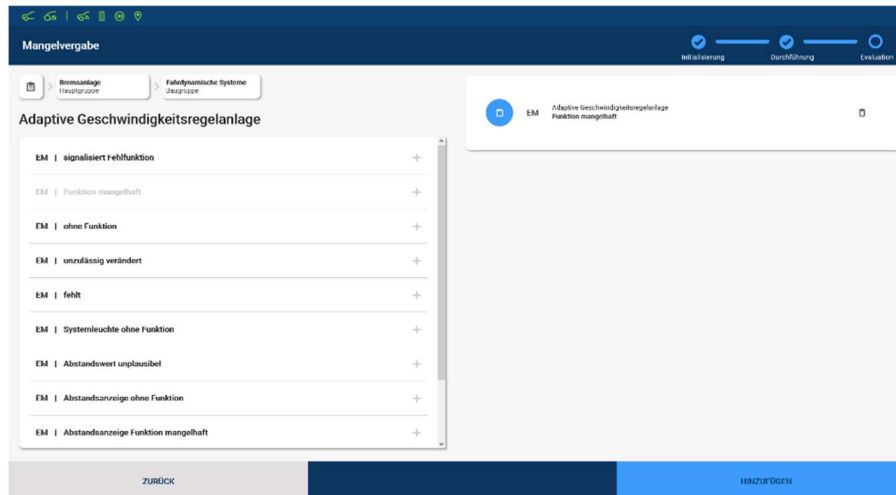 Mangelvergabe
Initialisierung
Durchführung
Evaluation
Bremsanlage
Hauptgruppe
>
Fahrdynamische Systeme
Baugruppe
Adaptive Geschwindigkeitsregelanlage
EM | signalisiert Fehlfunktion
EM | Funktion mangelhaft
EM | ohne Funktion
EM | unzulässig verändert
EM | fehlt
EM | Systemleuchte ohne Funktion
EM | Abstandswert unplausibel
EM | Abstandsanzeige ohne Funktion
EM | Abstandsanzeige Funktion mangelhaft
EM
Adaptive Geschwindigkeitsregelanlage
Funktion mangelhaft
ZURÜCK
HINZUFÜGEN